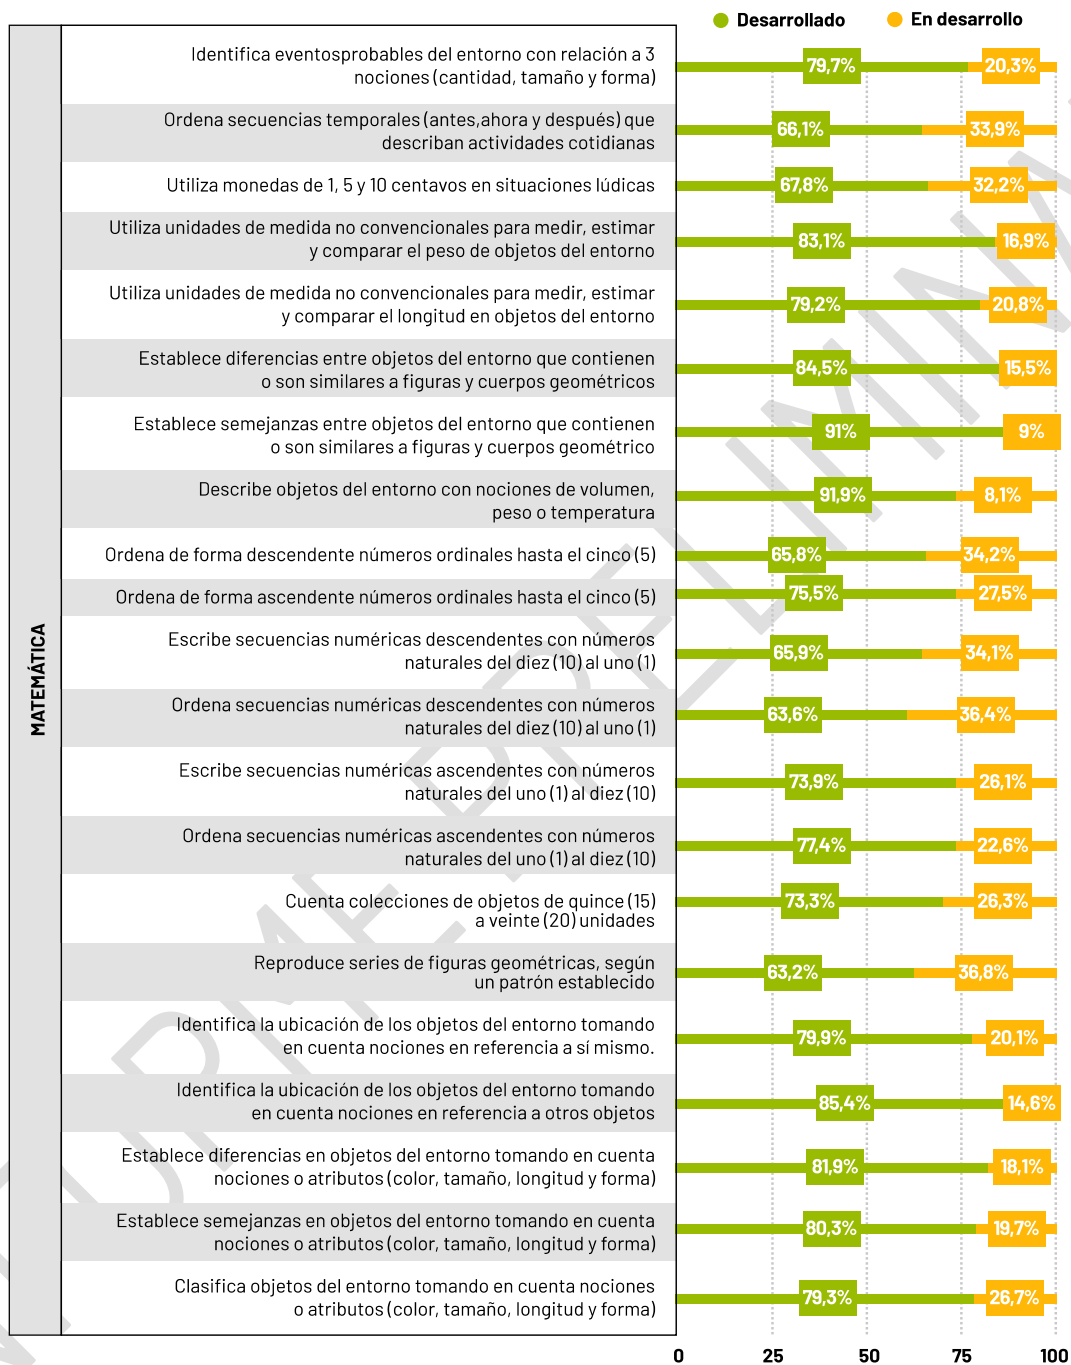 Desarrollado
En desarrollo
MATEMÁTICA
Identifica eventosprobables del entorno con relación a 3
nociones (cantidad, tamaño y forma)
79,7%
20,3%
Ordena secuencias temporales (antes,ahora y después) que
describan actividades cotidianas
66,1%
33,9%
Utiliza monedas de 1, 5 y 10 centavos en situaciones lúdicas
67,8%
32,2%
Utiliza unidades de medida no convencionales para medir, estimar
y comparar el peso de objetos del entorno
83,1%
16,9%
Utiliza unidades de medida no convencionales para medir, estimar
y comparar el longitud en objetos del entorno
79,2%
20,8%
Establece diferencias entre objetos del entorno que contienen
o son similares a figuras y cuerpos geométricos
84,5%
15,5%
Establece semejanzas entre objetos del entorno que contienen
o son similares a figuras y cuerpos geométrico
91%
9%
Describe objetos del entorno con nociones de volumen,
peso o temperatura
91,9%
8,1%
Ordena de forma descendente números ordinales hasta el cinco (5)
65,8%
34,2%
Ordena de forma ascendente números ordinales hasta el cinco (5)
75,5%
27,5%
Escribe secuencias numéricas descendentes con números
naturales del diez (10) al uno (1)
65,9%
34,1%
Ordena secuencias numéricas descendentes con números
naturales del diez (10) al uno (1)
63,6%
36,4%
Escribe secuencias numéricas ascendentes con números
naturales del uno (1) al diez (10)
73,9%
26,1%
Ordena secuencias numéricas ascendentes con números
naturales del uno (1) al diez (10)
77,4%
22,6%
Cuenta colecciones de objetos de quince (15)
a veinte (20) unidades
73,3%
26,3%
Reproduce series de figuras geométricas, según
un patrón establecido
63,2%
36,8%
Identifica la ubicación de los objetos del entorno tomando
en cuenta nociones en referencia a sí mismo.
79,9%
20,1%
Identifica la ubicación de los objetos del entorno tomando
en cuenta nociones en referencia a otros objetos
85,4%
14,6%
Establece diferencias en objetos del entorno tomando en cuenta
nociones o atributos (color, tamaño, longitud y forma)
81,9%
18,1%
Establece semejanzas en objetos del entorno tomando en cuenta
nociones o atributos (color, tamaño, longitud y forma)
80,3%
19,7%
Clasifica objetos del entorno tomando en cuenta nociones
o atributos (color, tamaño, longitud y forma)
79,3%
26,7%
0 25 50 75 100